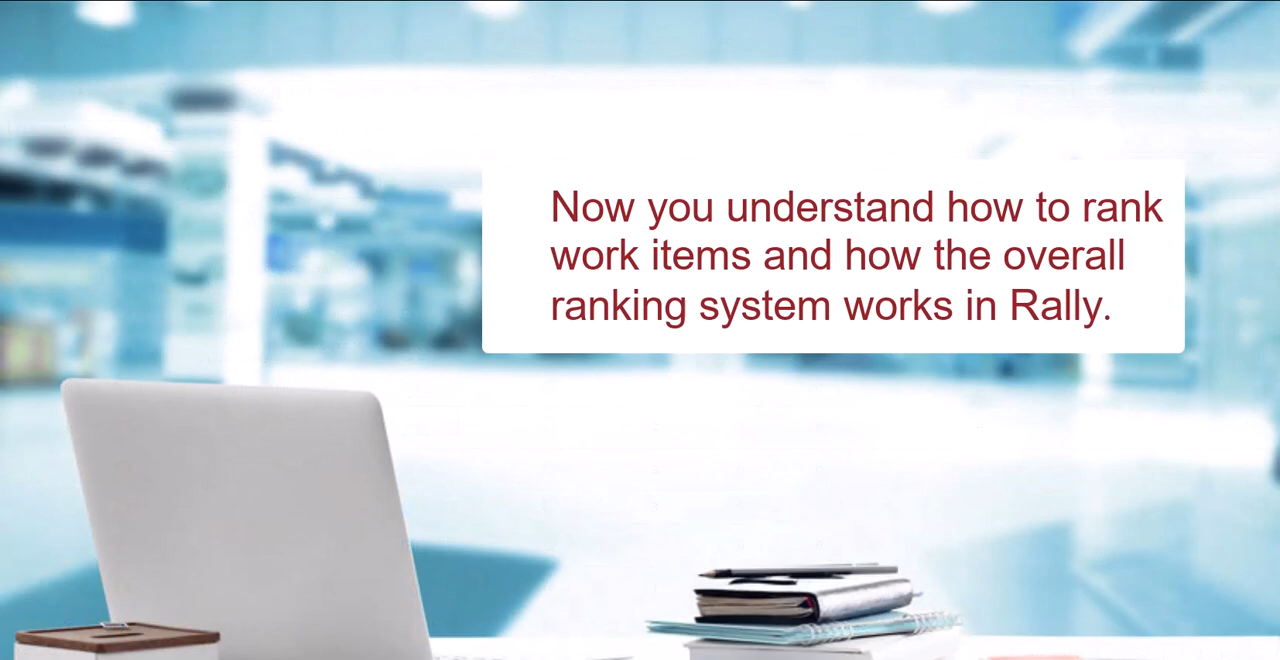 Now you understand how to rank
work items and how the overall
ranking system works in Rally.